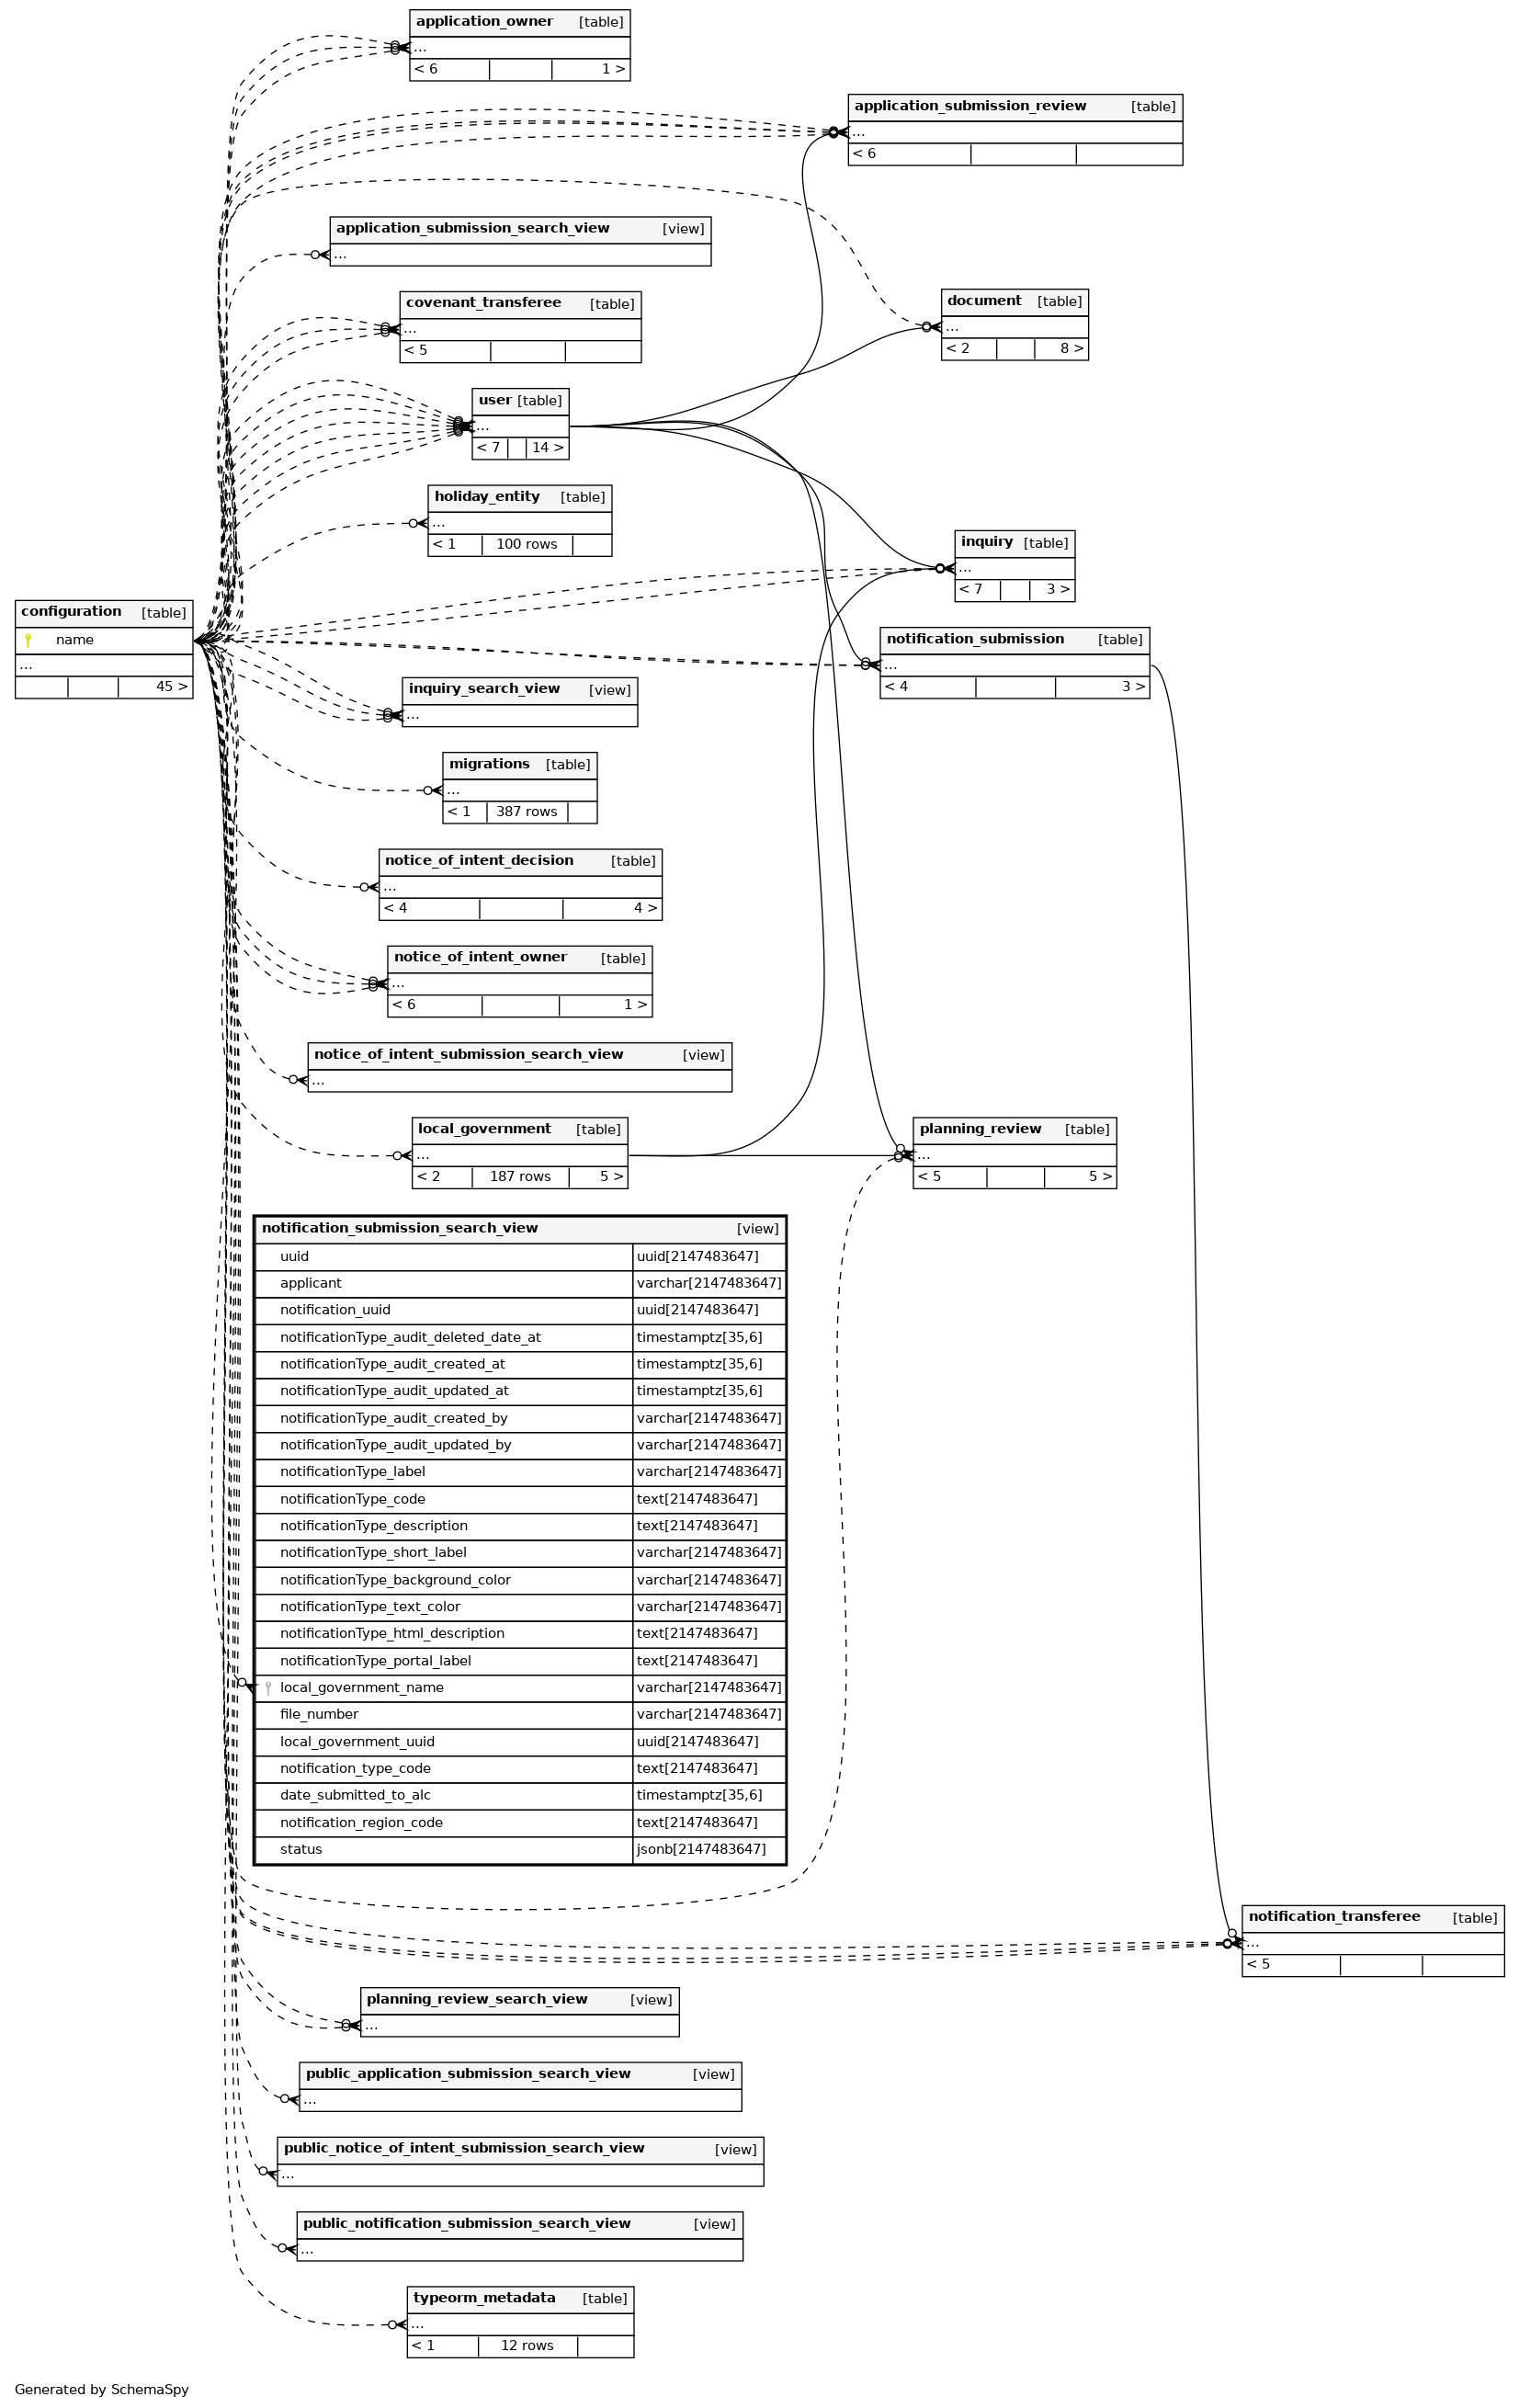 application_owner [table]
...
< 6 1 >
application_submission_review [table]
...
< 6
application_submission_search_view [view]
...
covenant_transferee [table]
...
< 5
document [table]
...
< 2 8 >
user [table]
...
< 7 14 >
holiday_entity [table]
...
< 1 100 rows
inquiry [table]
...
< 7 3 >
configuration [table]
name
...
45 >
notification_submission [table]
...
< 4 3 >
inquiry_search_view [view]
...
migrations [table]
...
< 1 387 rows
notice_of_intent_decision [table]
...
< 4 4 >
notice_of_intent_owner [table]
...
< 6 1 >
notice_of_intent_submission_search_view [view]
...
local_government [table]
...
< 2 187 rows 5 >
planning_review [table]
...
< 5 5 >
notification_submission_search_view [view]
uuid uuid[2147483647]
applicant varchar[2147483647]
notification_uuid uuid[2147483647]
notificationType_audit_deleted_date_at timestamptz[35,6]
notificationType_audit_created_at timestamptz[35,6]
notificationType_audit_updated_at timestamptz[35,6]
notificationType_audit_created_by varchar[2147483647]
notificationType_audit_updated_by varchar[2147483647]
notificationType_label varchar[2147483647]
notificationType_code text[2147483647]
notificationType_description text[2147483647]
notificationType_short_label varchar[2147483647]
notificationType_background_color varchar[2147483647]
notificationType_text_color varchar[2147483647]
notificationType_html_description text[2147483647]
notificationType_portal_label text[2147483647]
local_government_name varchar[2147483647]
file_number varchar[2147483647]
local_government_uuid uuid[2147483647]
notification_type_code text[2147483647]
date_submitted_to_alc timestamptz[35,6]
notification_region_code text[2147483647]
status jsonb[2147483647]
notification_transferee [table]
...
< 5
planning_review_search_view [view]
...
public_application_submission_search_view [view]
...
public_notice_of_intent_submission_search_view [view]
...
public_notification_submission_search_view [view]
...
typeorm_metadata [table]
...
< 1 12 rows
Generated by SchemaSpy